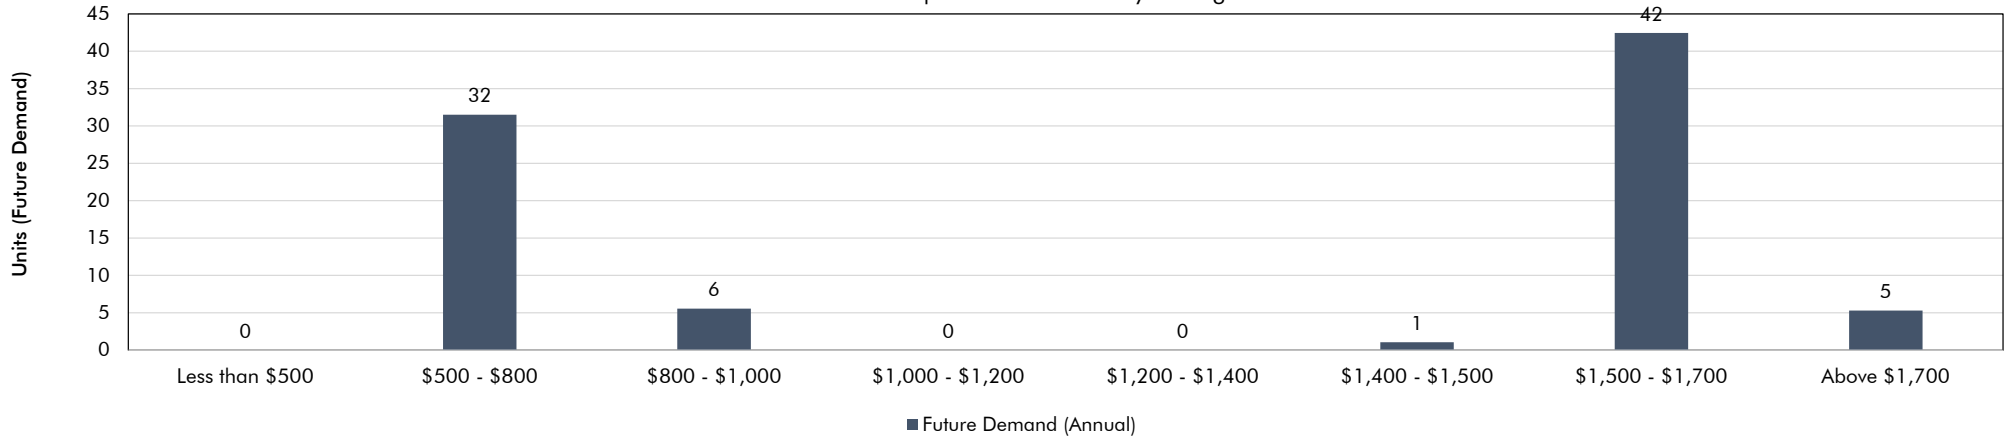 45
42
40
35
32
30
25
20
15
10
6
5
5
1
0
0
0
0
Units (Future Demand)
Less than $500
$500 - $800
$800 - $1,000
$1,000 - $1,200
$1,200 - $1,400
$1,400 - $1,500
$1,500 - $1,700
Above $1,700
Future Demand (Annual)